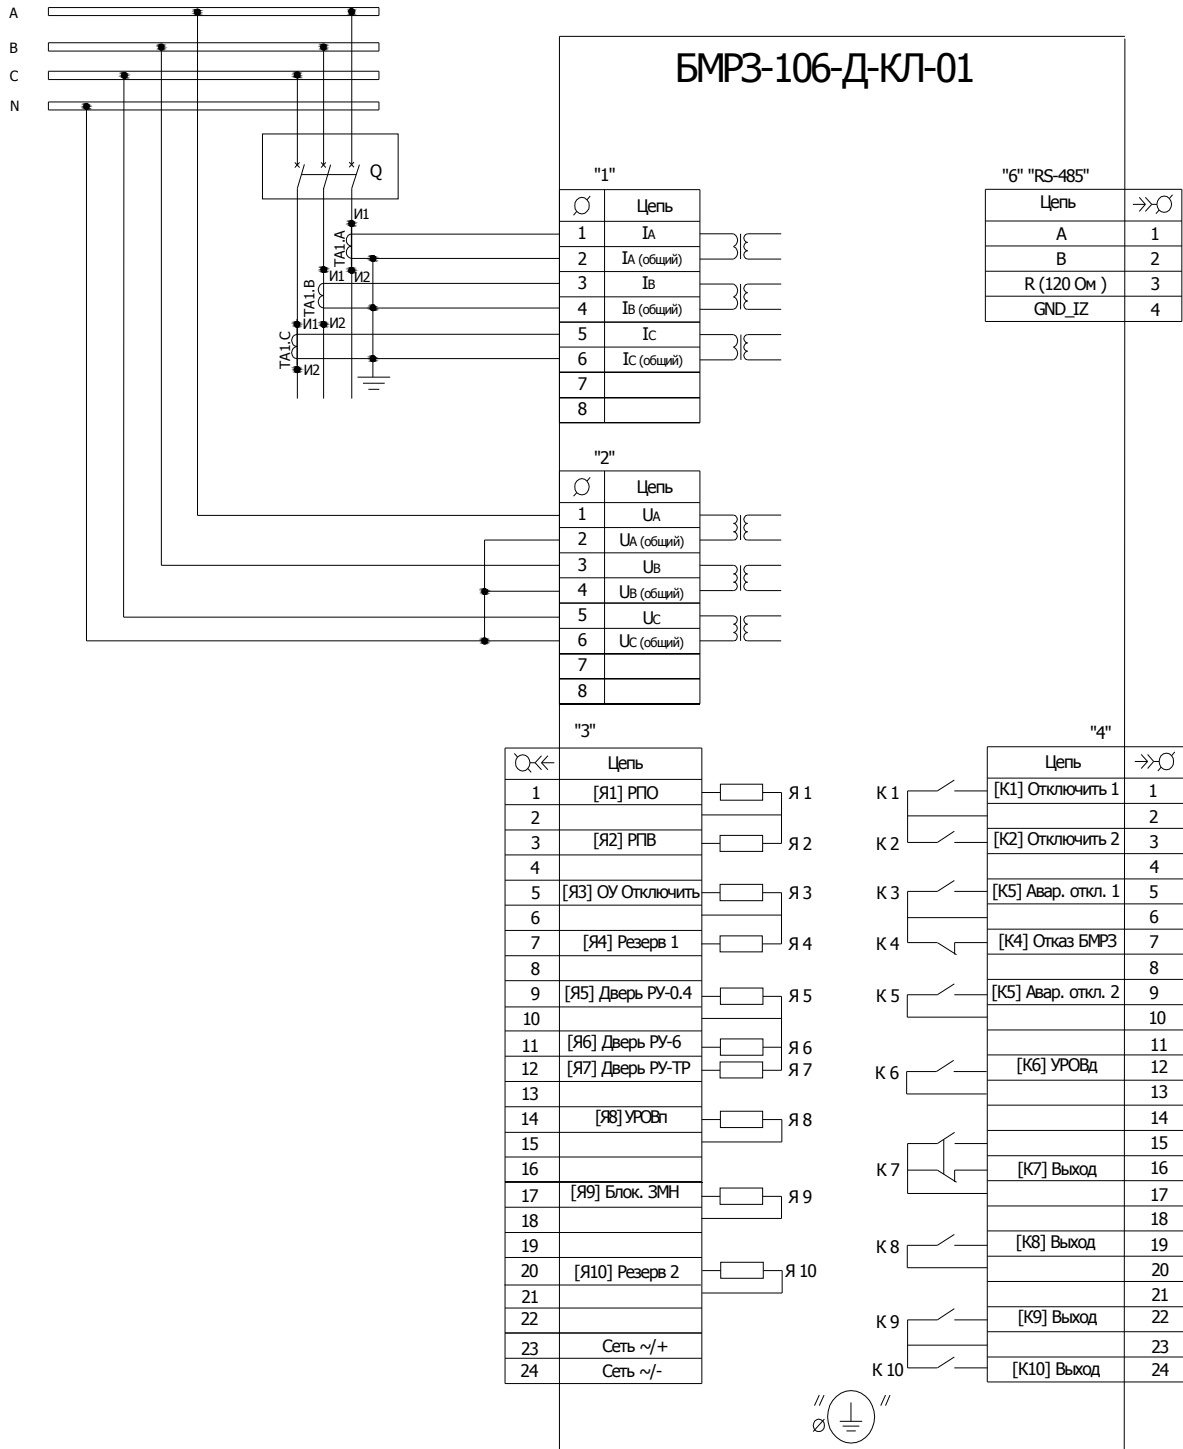 A
B
C
N
БМРЗ-106-Д-КЛ-01
Q
И1
TA1.A
И1 И2
TA1.B
И1 И2
TA1.C
И2
"1"
Цепь
1 IA
2 IA (общий)
3 IB
4 IB (общий)
5 IC
6 IC (общий)
7
8
"6" "RS-485"
Цепь
A 1
B 2
R (120 Ом ) 3
GND_IZ 4
"2"
Цепь
1 UA
2 UA (общий)
3 UB
4 UB (общий)
5 UC
6 UC (общий)
7
8
"3"
Цепь
1 [Я1] РПО Я 1
2
3 [Я2] РПВ Я 2
4
5 [Я3] ОУ Отключить Я 3
6
7 [Я4] Резерв 1 Я 4
8
9 [Я5] Дверь РУ-0.4 Я 5
10
11 [Я6] Дверь РУ-6 Я 6
12 [Я7] Дверь РУ-ТР Я 7
13
14 [Я8] УРОВп Я 8
15
16
17 [Я9] Блок. ЗМН Я 9
18
19
20 [Я10] Резерв 2 Я 10
21
22
23 Сеть ~/+
24 Сеть ~/-
"4"
Цепь
К 1 [К1] Отключить 1 1
2
К 2 [К2] Отключить 2 3
4
К 3 [К5] Авар. откл. 1 5
6
К 4 [К4] Отказ БМРЗ 7
8
К 5 [К5] Авар. откл. 2 9
10
11
К 6 [К6] УРОВд 12
13
14
15
К 7 [К7] Выход 16
17
18
К 8 [К8] Выход 19
20
21
К 9 [К9] Выход 22
23
К 10 [К10] Выход 24